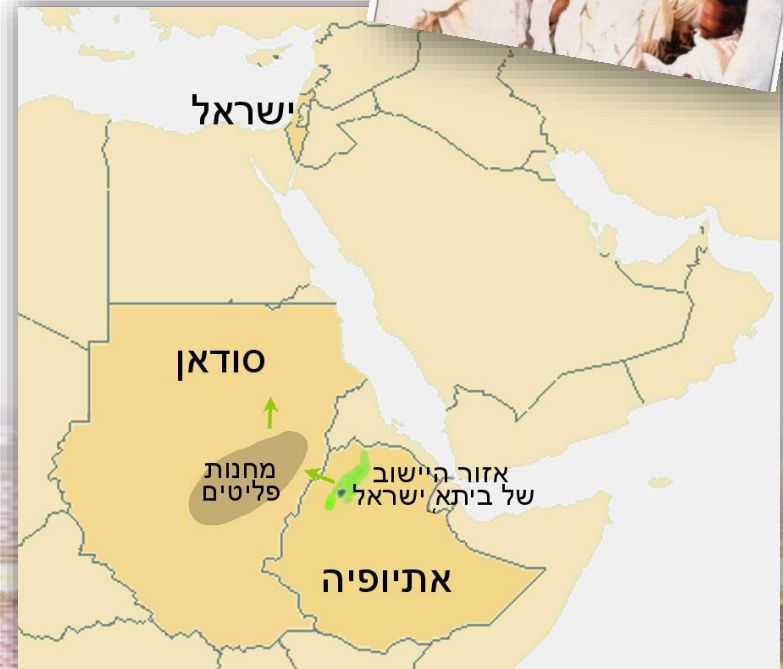 ישראל
סודאן
מחנות
פליטים
אזור היישוב
של ביתא ישראל
אתיופיה